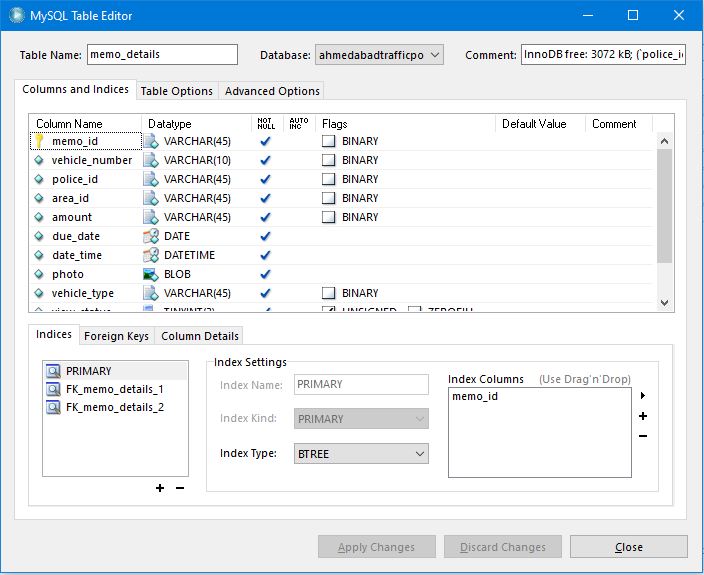 MySQL Table Editor
Table Name: memo_details Database: ahmedabadtrafficpo Comment: InnoDB free: 3072 kB; (`police_i
Columns and Indices Table Options Advanced Options
Column Name Datatype NOT NULL AUTO INC Flags Default Value Comment
memo_id VARCHAR(45) BINARY
vehicle_number VARCHAR(10) BINARY
police_id VARCHAR(45) BINARY
area_id VARCHAR(45) BINARY
amount VARCHAR(45) BINARY
due_date DATE
date_time DATETIME
photo BLOB
vehicle_type VARCHAR(45) BINARY
view_status TINYINT(3) UNSIGNED ZEROFILL
Indices Foreign Keys Column Details
PRIMARY
FK_memo_details_1
FK_memo_details_2
Index Settings
Index Name: PRIMARY
Index Kind: PRIMARY
Index Type: BTREE
Index Columns (Use Drag'n'Drop)
memo_id
Apply Changes Discard Changes Close